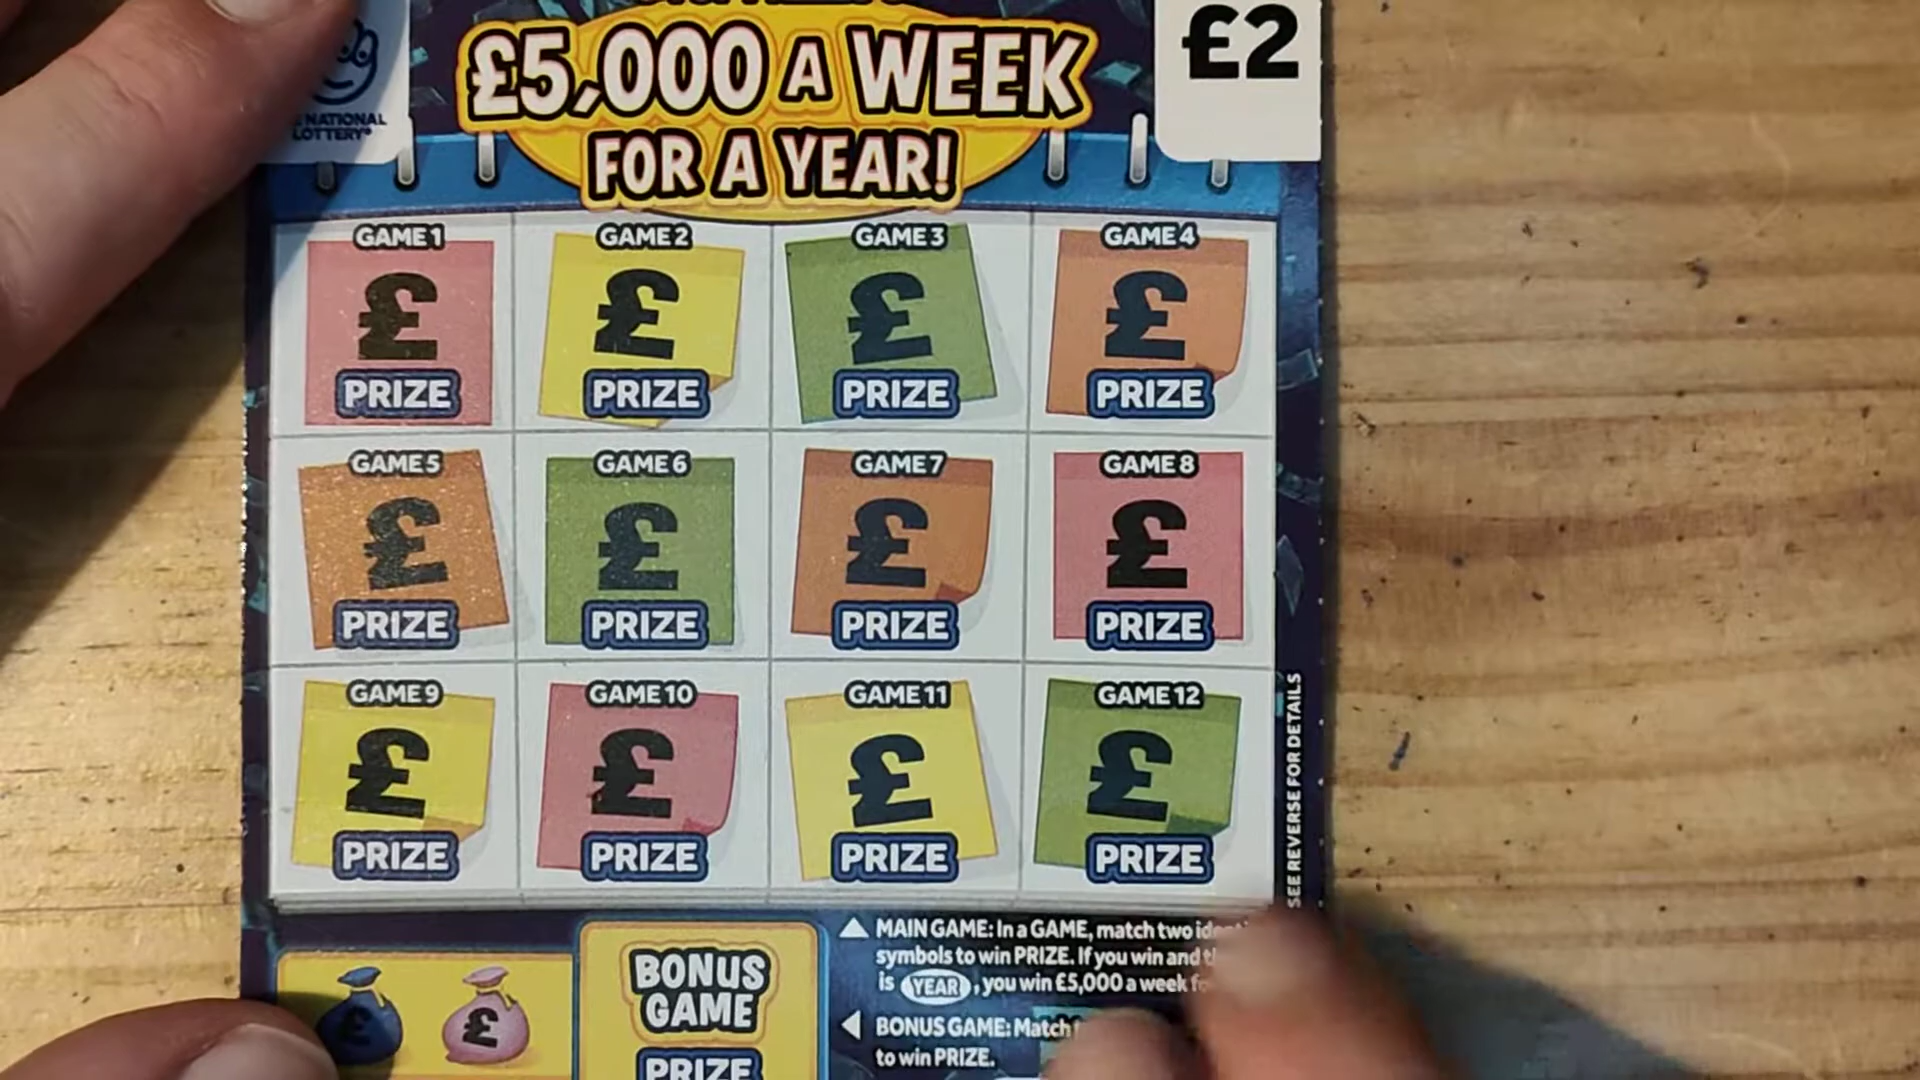 £5,000 A WEEK
FOR A YEAR!
£2
NATIONAL
LOTTERY®
GAME 1
£
PRIZE
GAME 2
£
PRIZE
GAME 3
£
PRIZE
GAME 4
£
PRIZE
GAME 5
£
PRIZE
GAME 6
£
PRIZE
GAME 7
£
PRIZE
GAME 8
£
PRIZE
GAME 9
£
PRIZE
GAME 10
£
PRIZE
GAME 11
£
PRIZE
GAME 12
£
PRIZE
SEE REVERSE FOR DETAILS
£
£
BONUS
GAME
PRIZE
MAIN GAME: In a GAME, match two
symbols to win PRIZE. If you win and
is YEAR, you win £5,000 a week
BONUS GAME: Match
to win PRIZE.